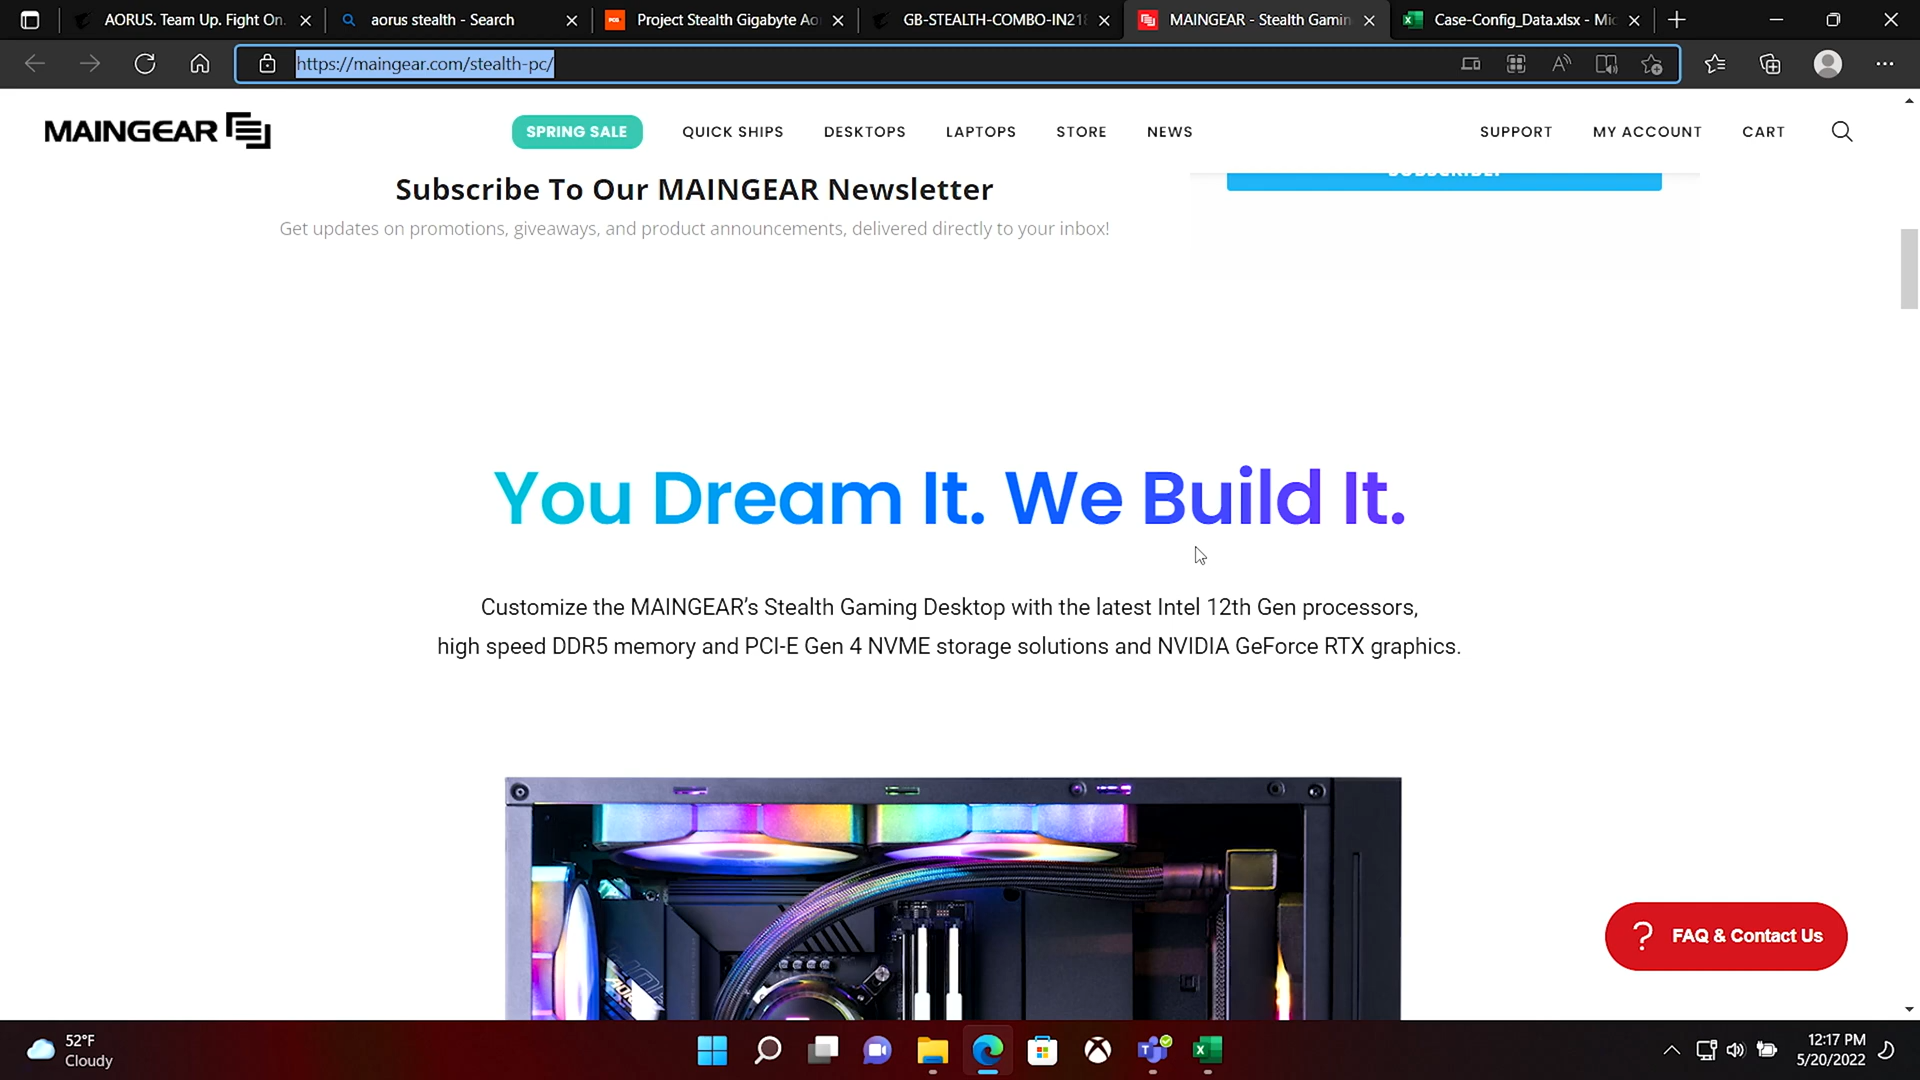 AORUS. Team Up. Fight On.
aorus stealth - Search
Project Stealth Gigabyte Ao
GB-STEALTH-COMBO-IN218
MAINGEAR - Stealth Gamin
Case-Config_Data.xlsx - Mic
https://maingear.com/stealth-pc/
MAINGEAR
SPRING SALE
QUICK SHIPS
DESKTOPS
LAPTOPS
STORE
NEWS
SUPPORT
MY ACCOUNT
CART
Subscribe To Our MAINGEAR Newsletter
Get updates on promotions, giveaways, and product announcements, delivered directly to your inbox!
You Dream It. We Build It.
Customize the MAINGEAR’s Stealth Gaming Desktop with the latest Intel 12th Gen processors,
high speed DDR5 memory and PCI-E Gen 4 NVME storage solutions and NVIDIA GeForce RTX graphics.
? FAQ & Contact Us
52°F
Cloudy
12:17 PM
5/20/2022